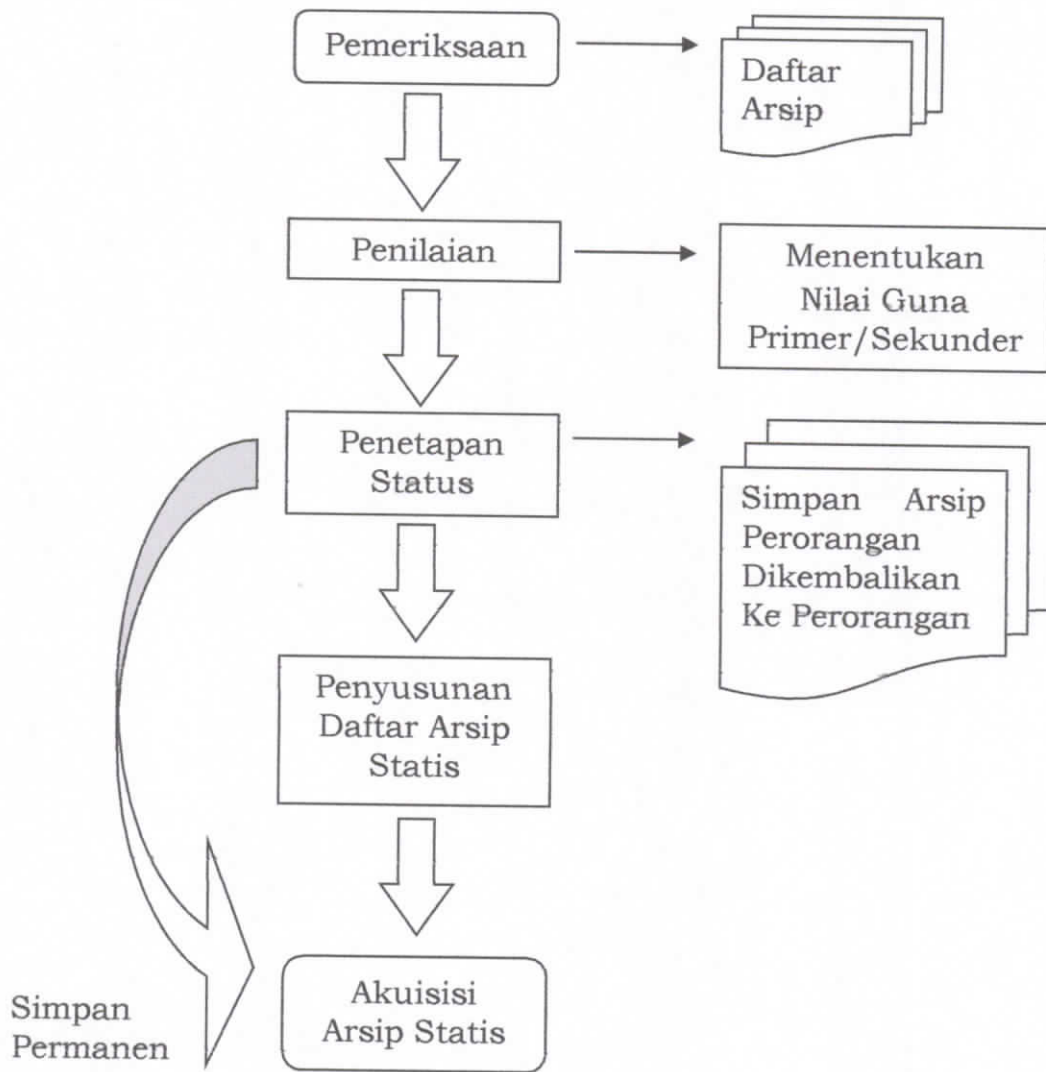 Pemeriksaan
Daftar
Arsip
Penilaian
Menentukan
Nilai Guna
Primer/Sekunder
Penetapan
Status
Simpan Arsip
Perorangan
Dikembalikan
Ke Perorangan
Penyusunan
Daftar Arsip
Statis
Akuisisi
Arsip Statis
Simpan
Permanen